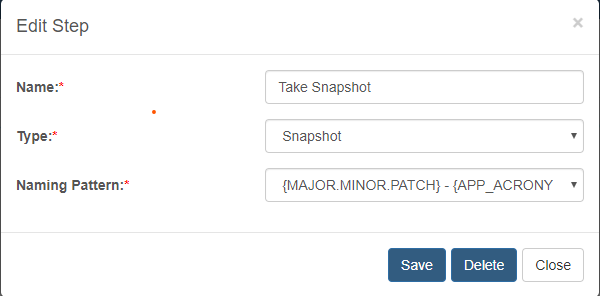 Edit Step
×
Name:* Take Snapshot
Type:* Snapshot
Naming Pattern:* {MAJOR.MINOR.PATCH} - {APP_ACRONY
Save Delete Close